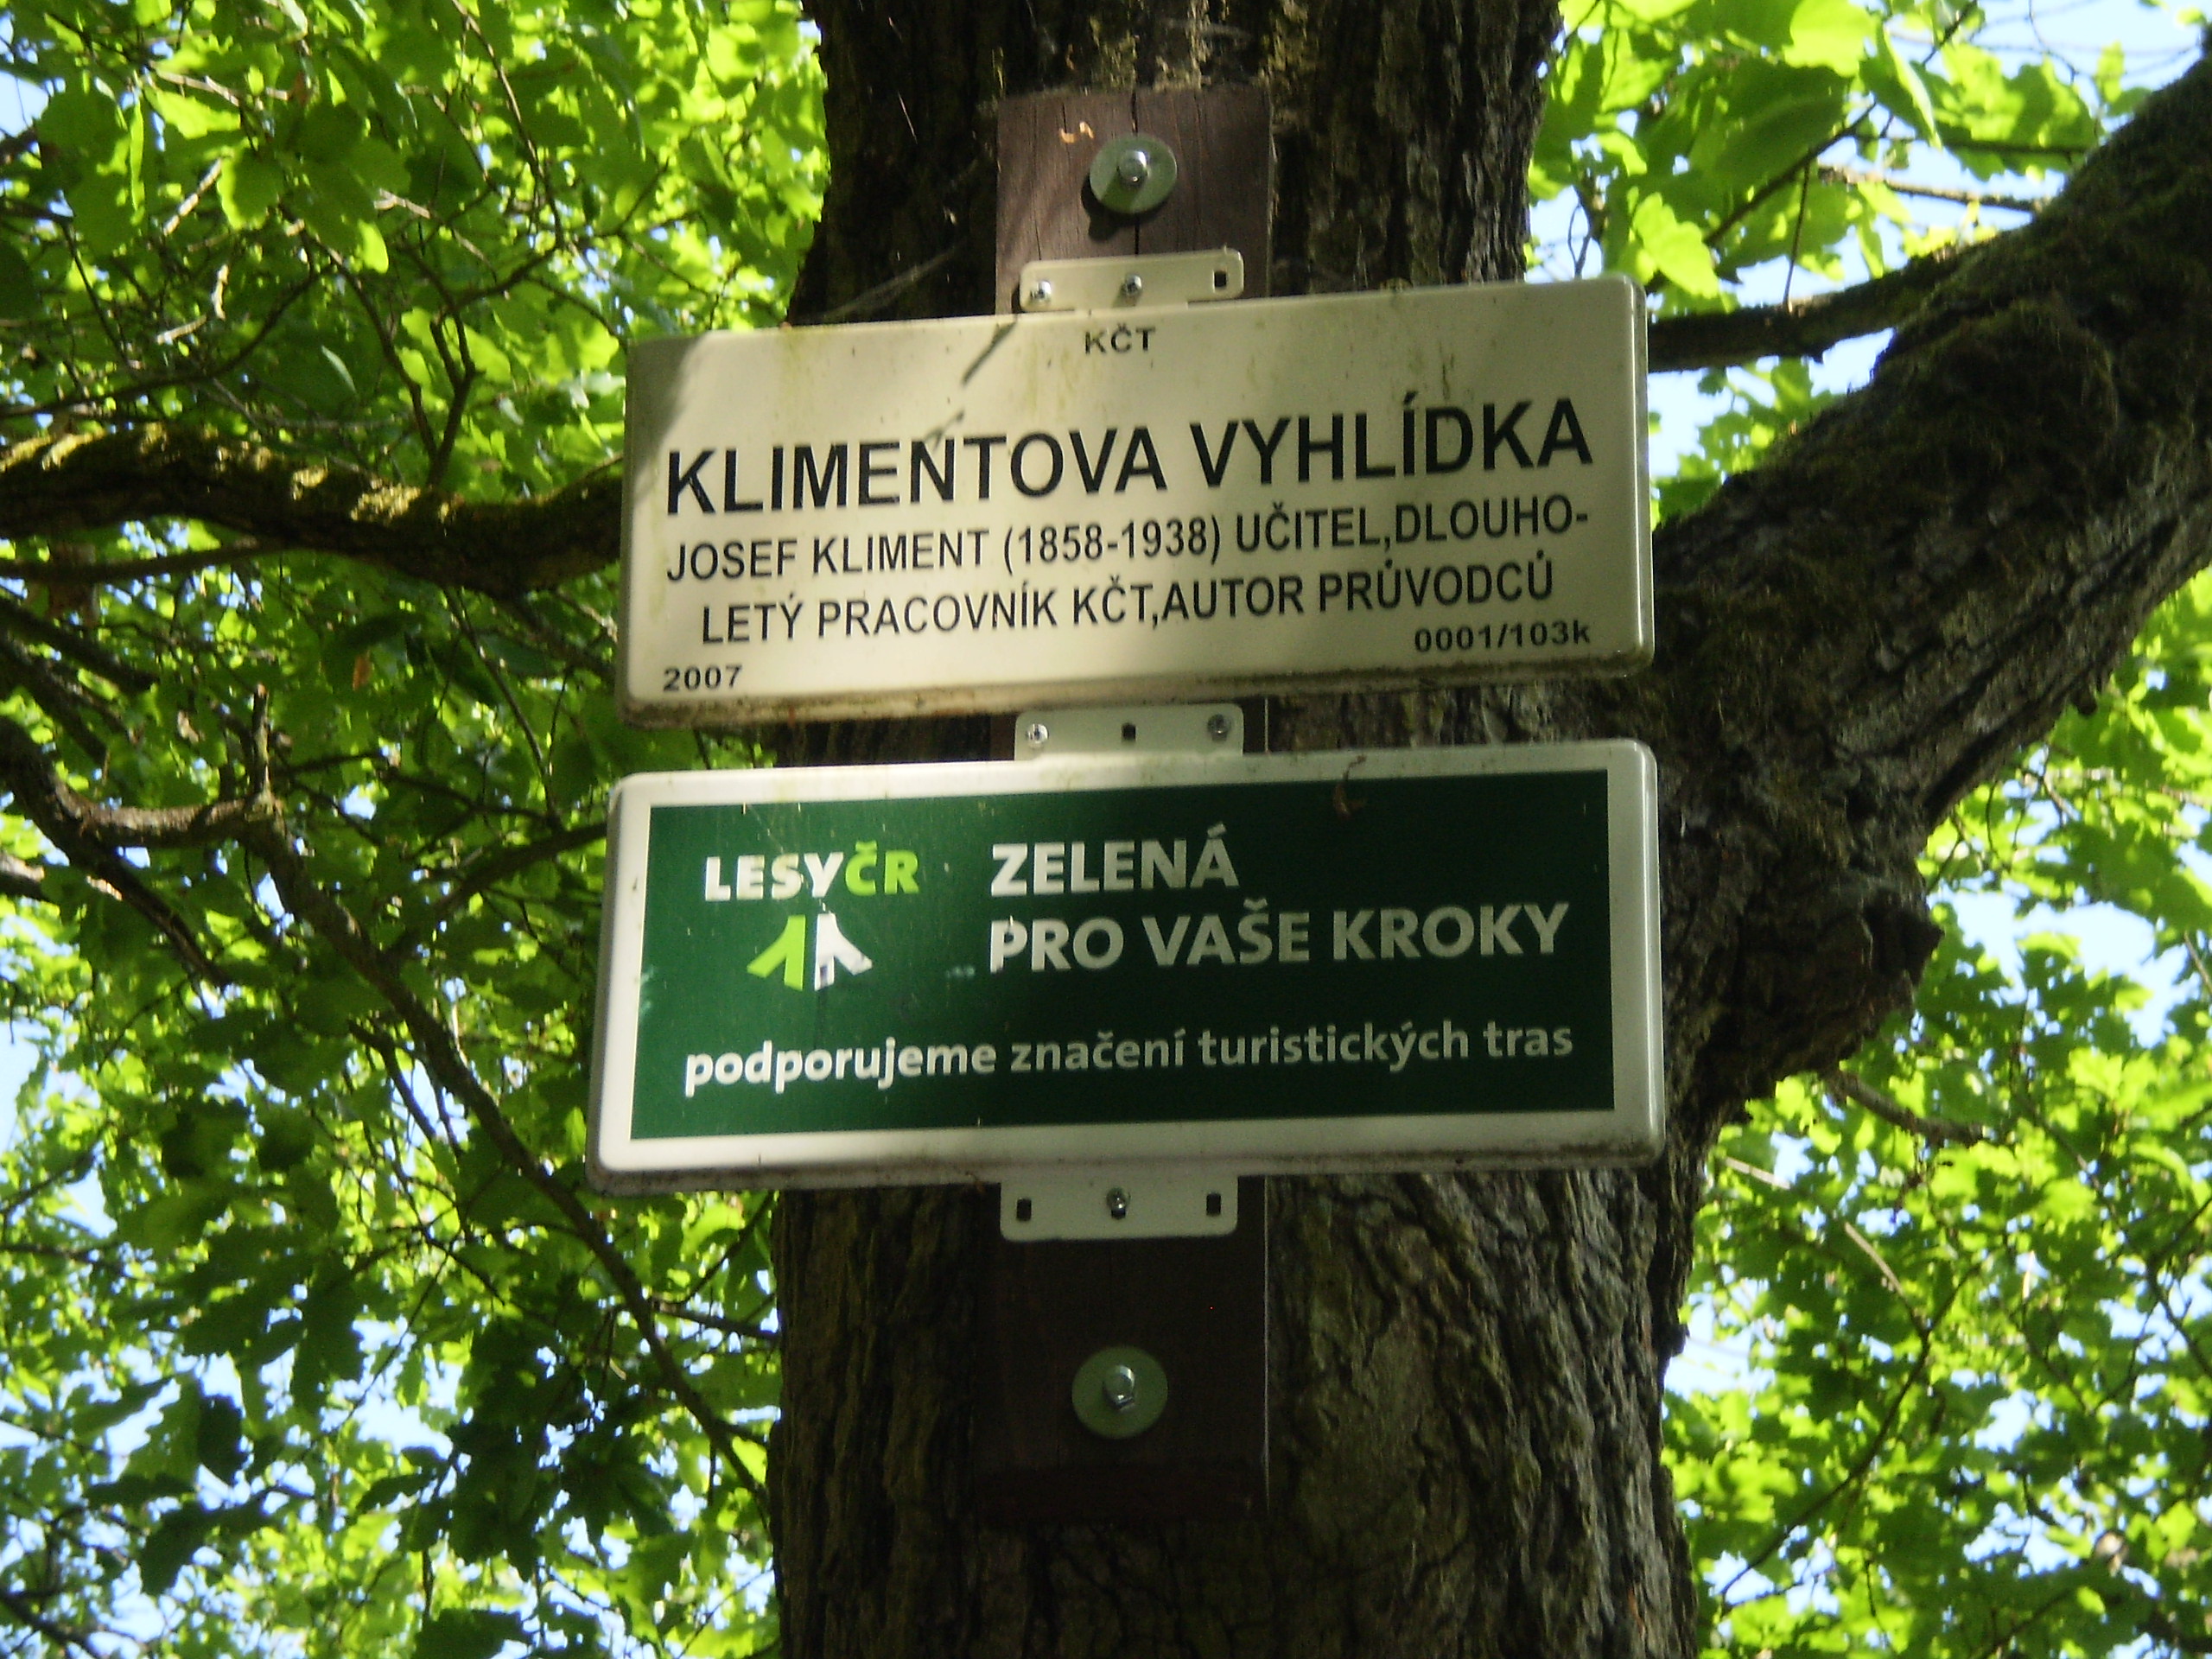 KČT
KLIMENTOVA VYHLÍDKA
JOSEF KLIMENT (1858-1938) UČITEL,DLOUHO-
LETÝ PRACOVNÍK KČT,AUTOR PRŮVODCŮ
0001/103k
2007
LESYČR
ZELENÁ
PRO VAŠE KROKY
podporujeme značení turistických tras